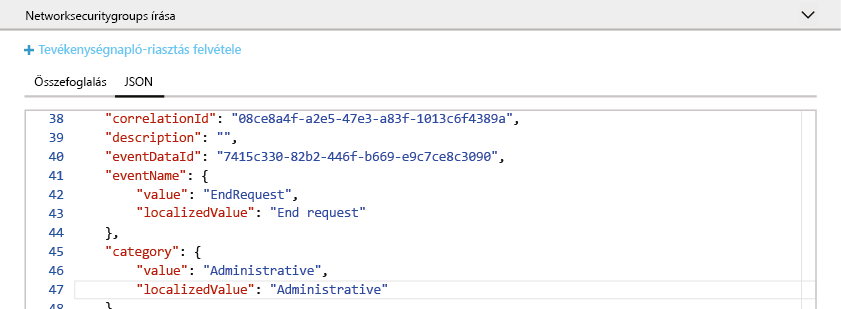 Networksecuritygroups írása
+ Tevékenységnapló-riasztás felvétele
Összefoglalás JSON
38 "correlationId": "08ce8a4f-a2e5-47e3-a83f-1013c6f4389a",
39 "description": "",
40 "eventDataId": "7415c330-82b2-446f-b669-e9c7ce8c3090",
41 "eventName": {
42 "value": "EndRequest",
43 "localizedValue": "End request"
44 },
45 "category": {
46 "value": "Administrative",
47 "localizedValue": "Administrative"
48 }